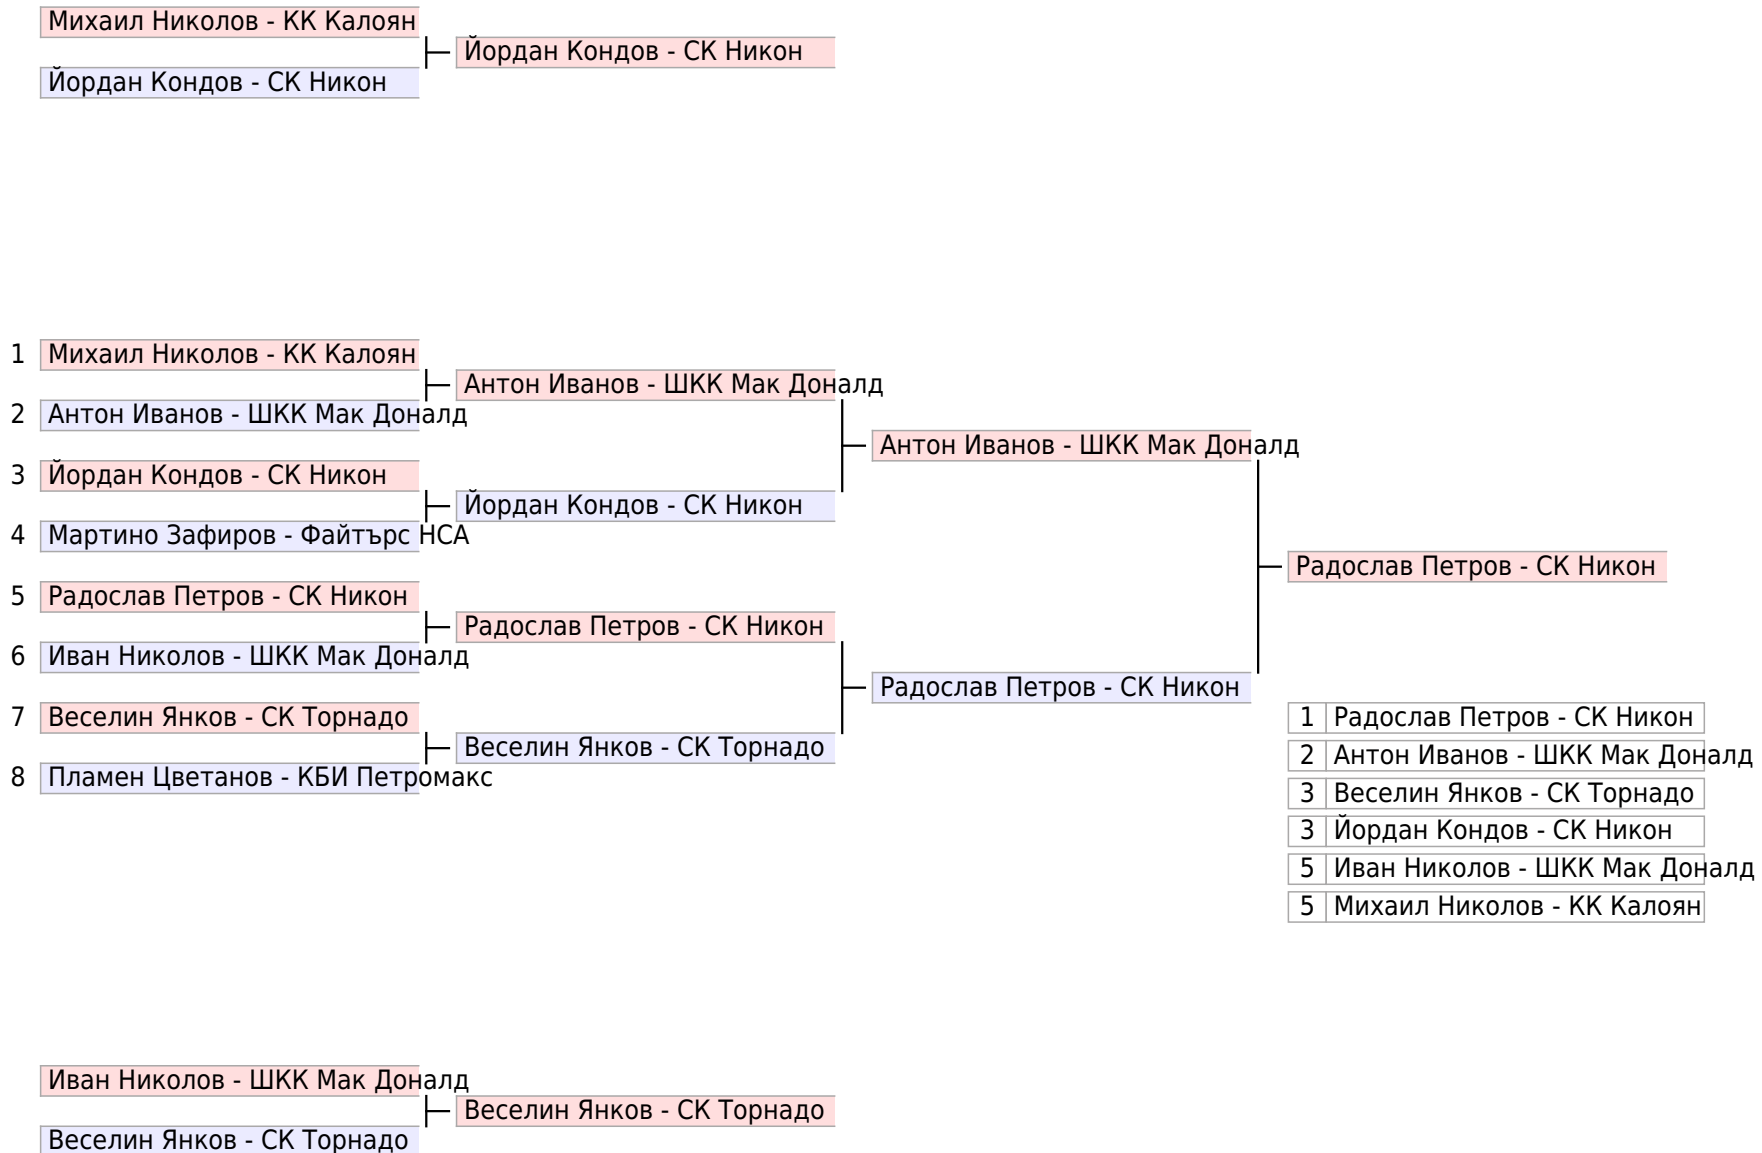 Михаил Николов - КК Калоян
Йордан Кондов - СК Никон
Йордан Кондов - СК Никон
1 Михаил Николов - КК Калоян
Антон Иванов - ШКК Мак Доналд
2 Антон Иванов - ШКК Мак Доналд
Антон Иванов - ШКК Мак Доналд
3 Йордан Кондов - СК Никон
Йордан Кондов - СК Никон
4 Мартино Зафиров - Файтърс НСА
Радослав Петров - СК Никон
5 Радослав Петров - СК Никон
Радослав Петров - СК Никон
6 Иван Николов - ШКК Мак Доналд
Радослав Петров - СК Никон
7 Веселин Янков - СК Торнадо
Веселин Янков - СК Торнадо
8 Пламен Цветанов - КБИ Петромакс
1 Радослав Петров - СК Никон
2 Антон Иванов - ШКК Мак Доналд
3 Веселин Янков - СК Торнадо
3 Йордан Кондов - СК Никон
5 Иван Николов - ШКК Мак Доналд
5 Михаил Николов - КК Калоян
Иван Николов - ШКК Мак Доналд
Веселин Янков - СК Торнадо
Веселин Янков - СК Торнадо